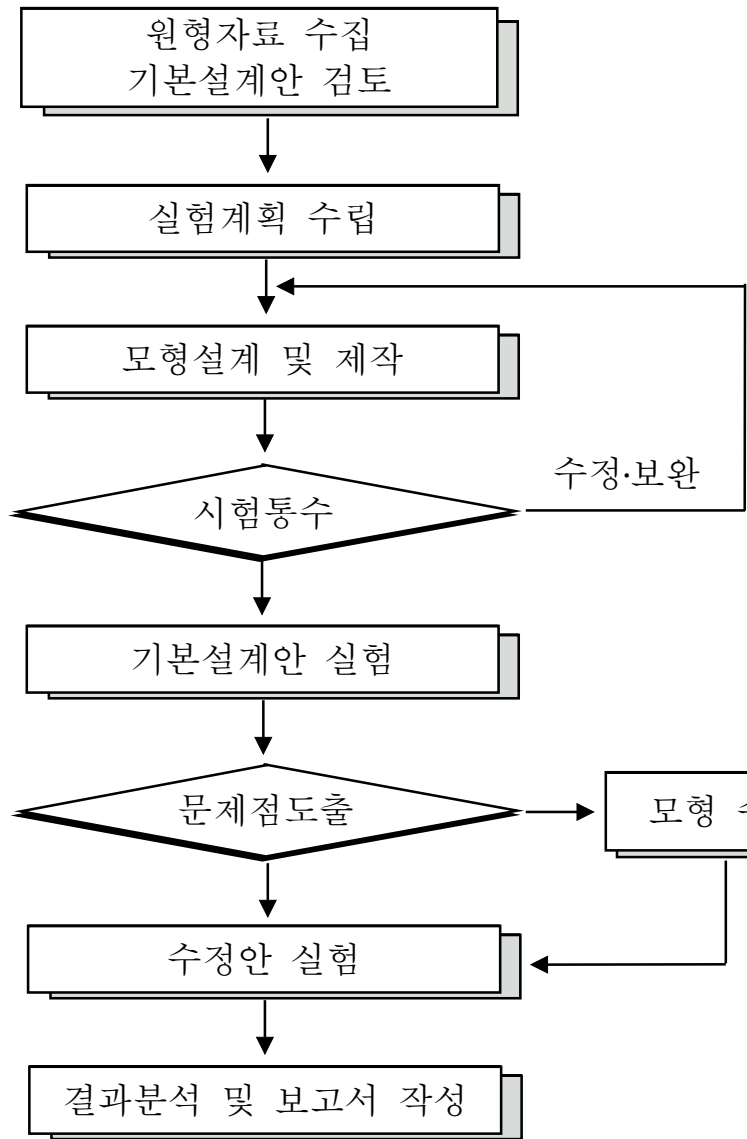 원형자료 수집
기본설계안 검토
실험계획 수립
모형설계 및 제작
수정·보완
시험통수
기본설계안 실험
문제점도출
모형
수정안 실험
결과분석 및 보고서 작성